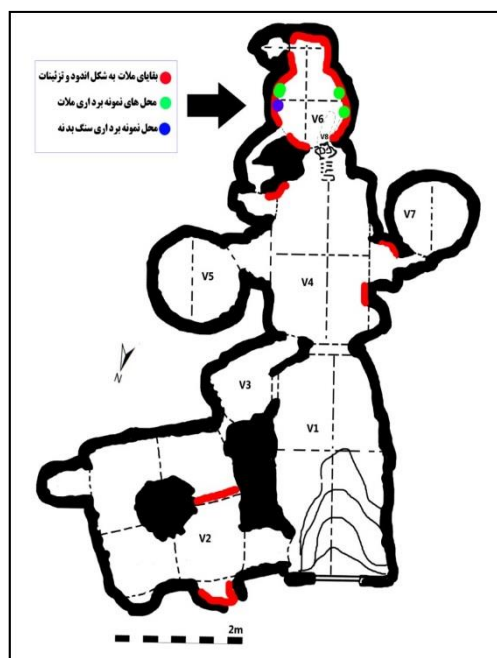 بقایای ملات به شکل اندود و تزئینات
محل های نمونه برداری ملات
محل نمونه برداری سنگ بدنه
V6
V8
V7
V5
V4
N
V3
V1
V2
2m